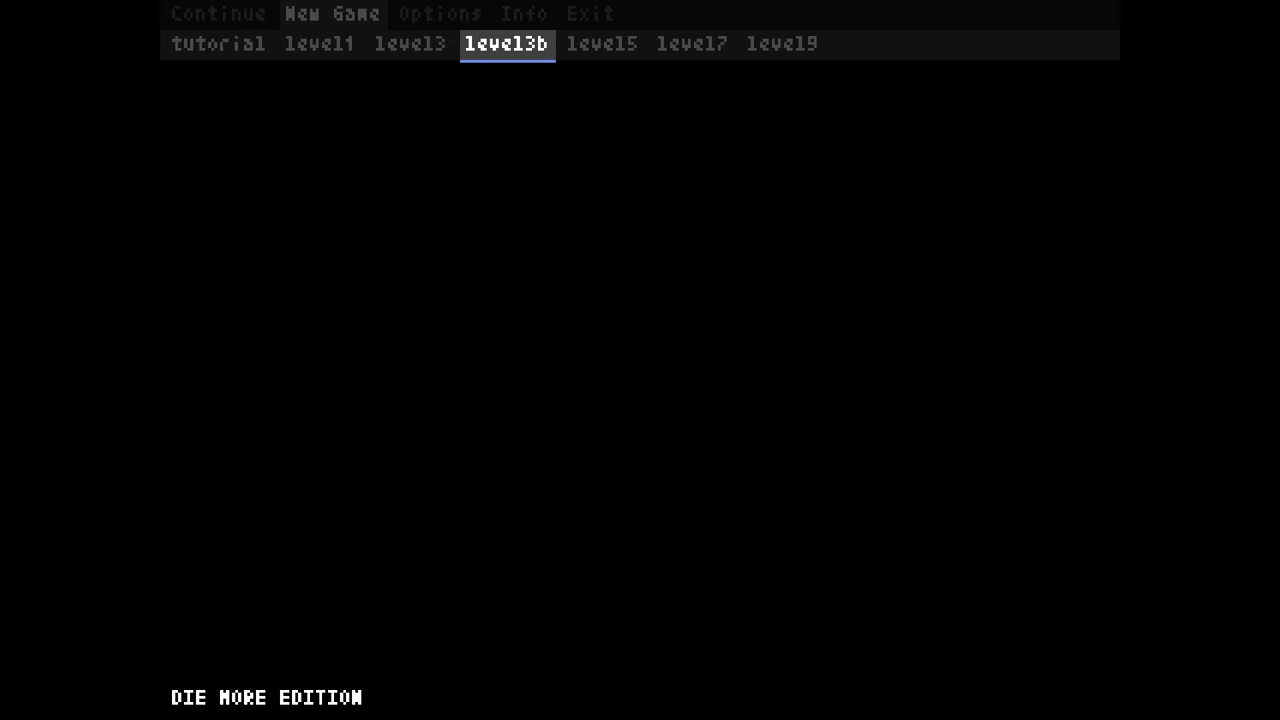 Continue New Game Options Info Exit
tutorial level1 level3 level3b level5 level7 level9
DIE MORE EDITION